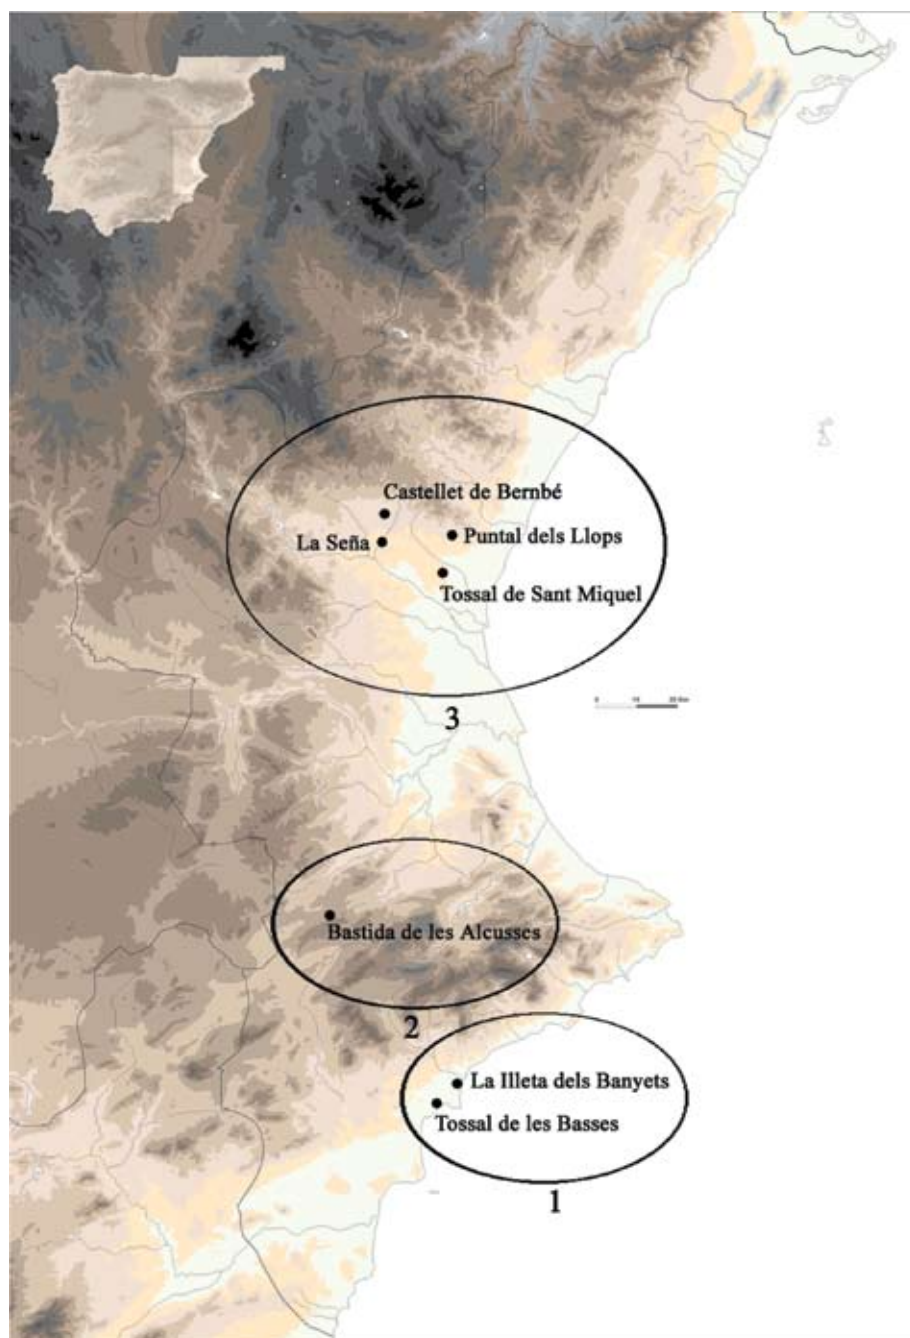 Castellet de Bernbé
Puntal dels Llops
La Seña
Tossal de Sant Miquel
3
Bastida de les Alcusses
2
La Illeta dels Banyets
Tossal de les Basses
1